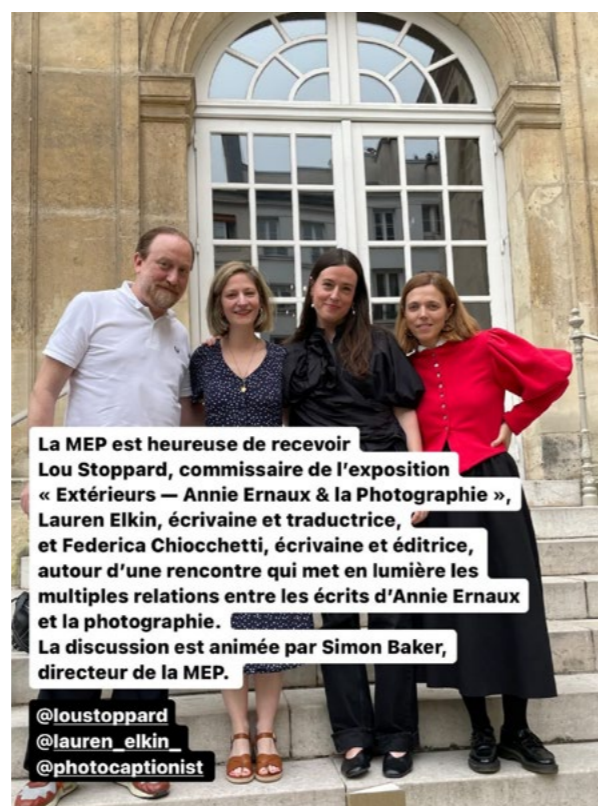 La MEP est heureuse de recevoir
Lou Stoppard, commissaire de l'exposition
« Extérieurs — Annie Ernaux & la Photographie »,
Lauren Elkin, écrivaine et traductrice,
et Federica Chiocchetti, écrivaine et éditrice,
autour d'une rencontre qui met en lumière les
multiples relations entre les écrits d'Annie Ernaux
et la photographie.
La discussion est animée par Simon Baker,
directeur de la MEP.
@loustoppard
@lauren_elkin_
@photocaptionist